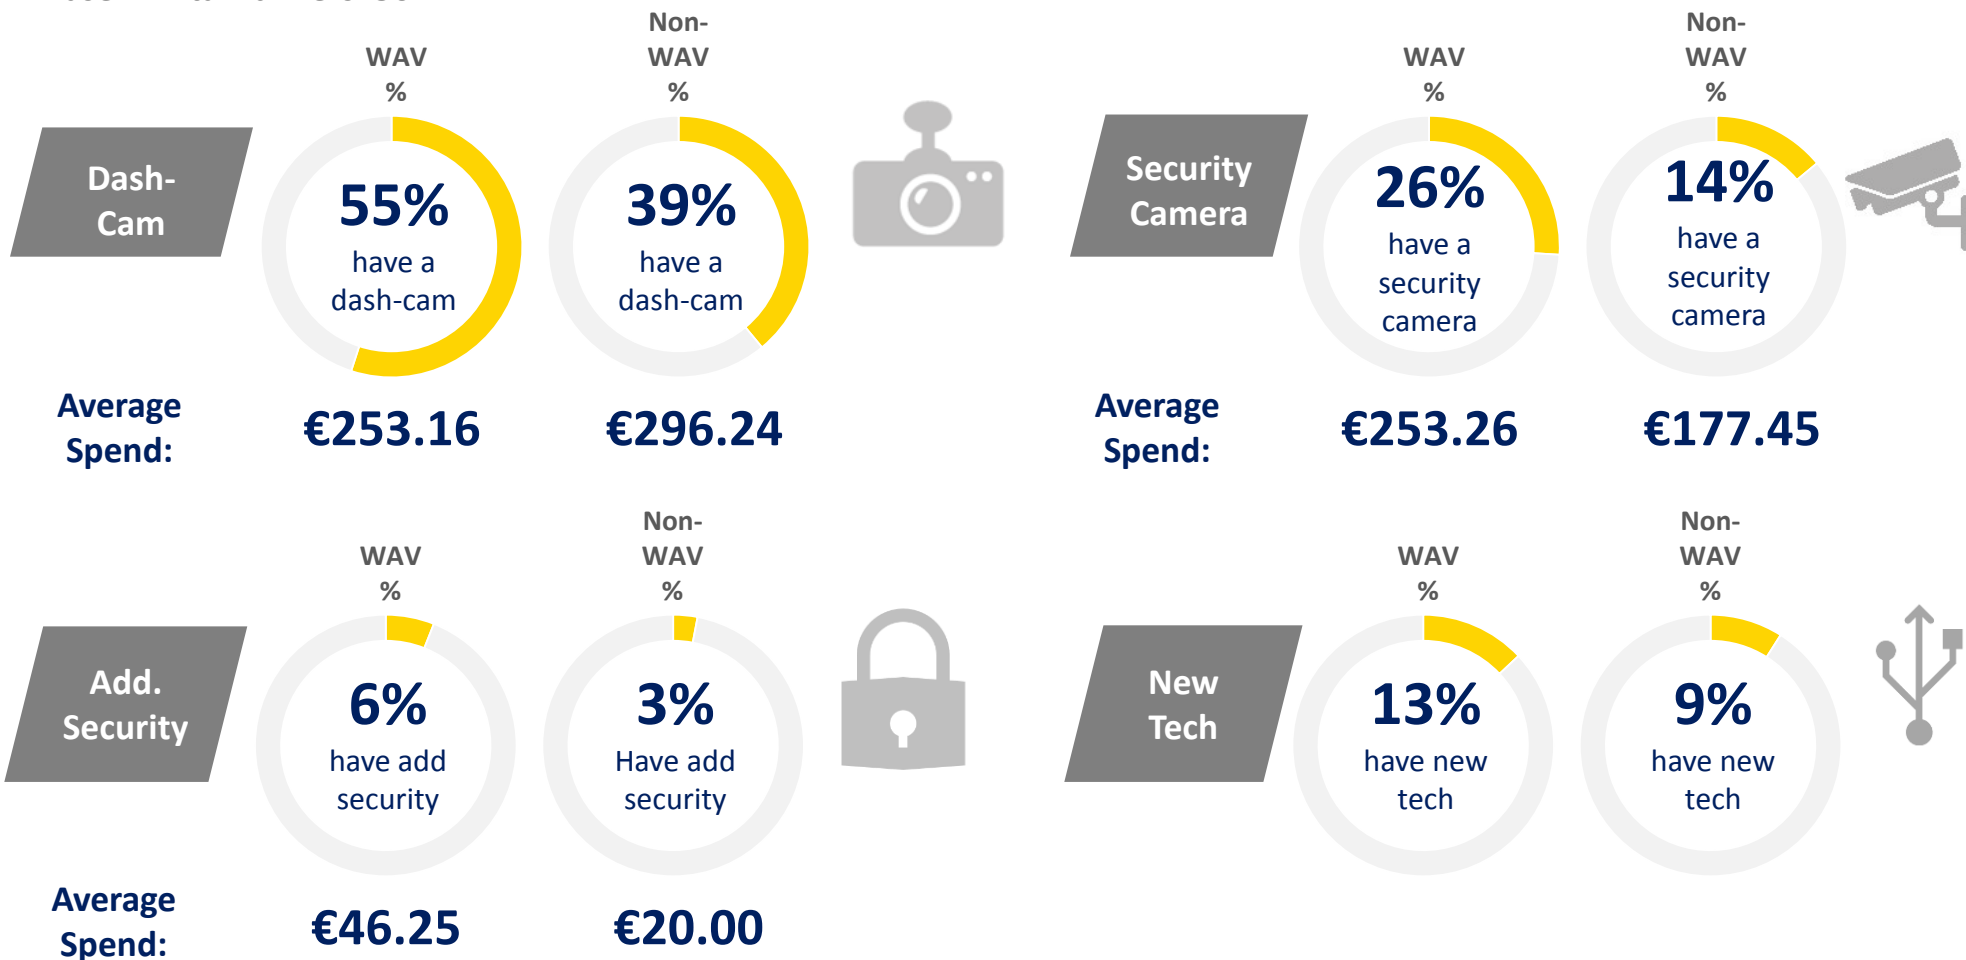 Non-
WAV
WAV
%
%
Dash-
Cam
55%
have a
dash-cam
39%
have a
dash-cam
Average
Spend:
€253.16
€296.24
Non-
WAV
WAV
%
%
Security
Camera
26%
have a
security
camera
14%
have a
security
camera
Average
Spend:
€253.26
€177.45
Non-
WAV
WAV
%
%
Add.
Security
6%
have add
security
3%
Have add
security
Average
Spend:
€46.25
€20.00
Non-
WAV
WAV
%
%
New
Tech
13%
have new
tech
9%
have new
tech